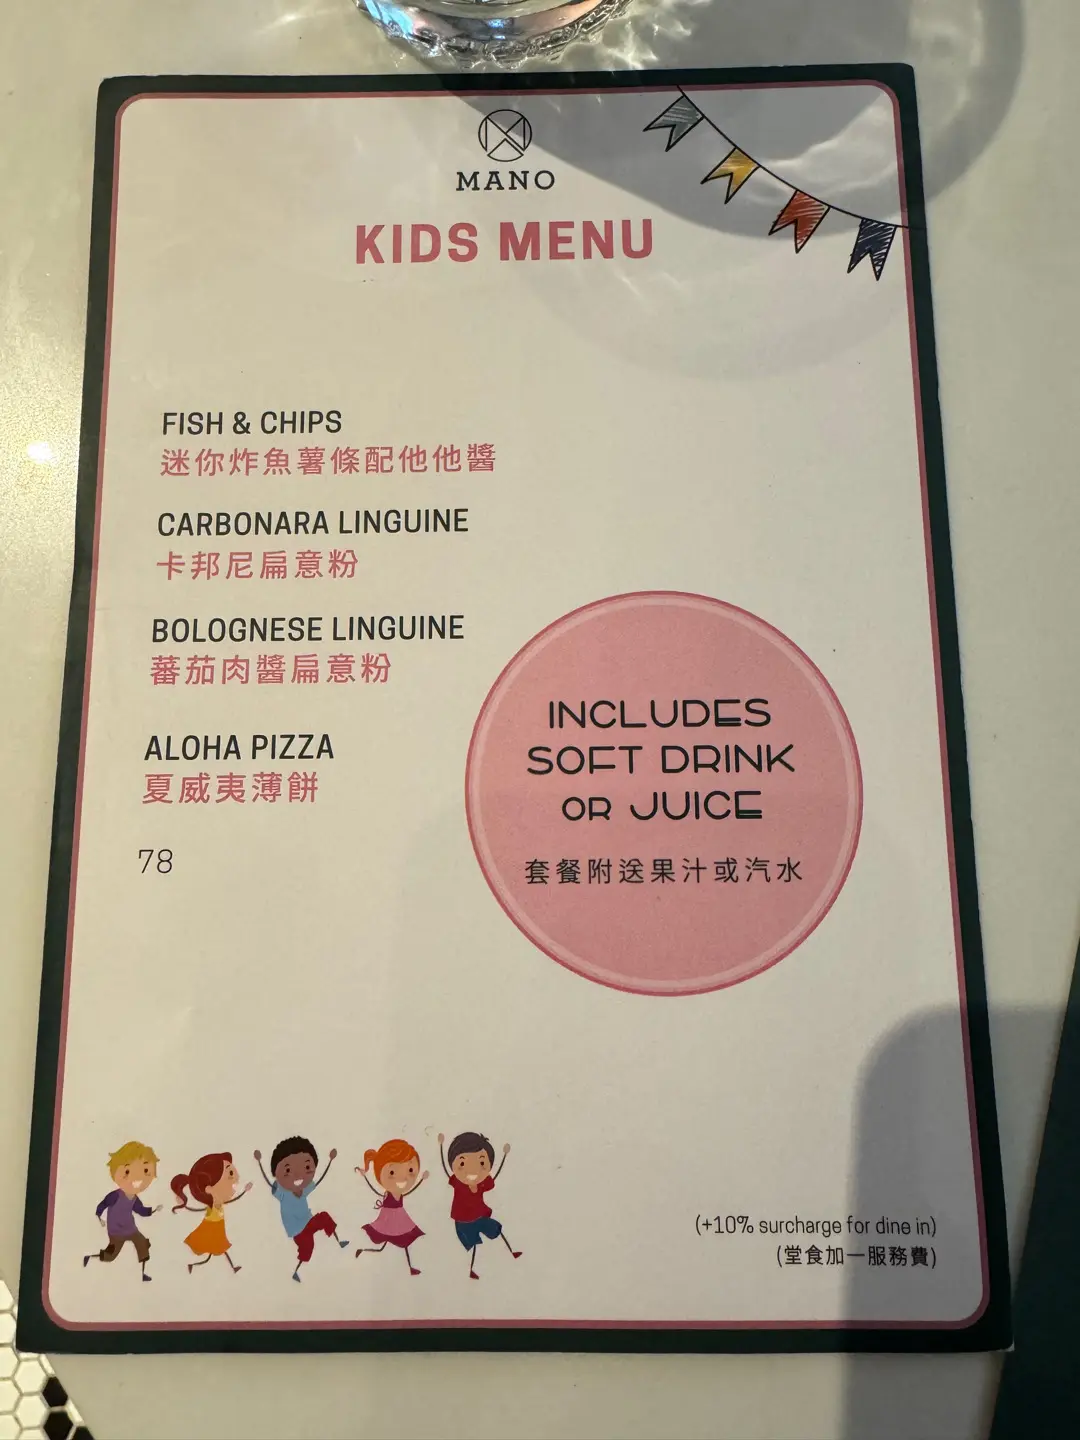 MANO
KIDS MENU
FISH & CHIPS
迷你炸魚薯條配他他醬
CARBONARA LINGUINE
卡邦尼扁意粉
BOLOGNESE LINGUINE
蕃茄肉醬扁意粉
ALOHA PIZZA
夏威夷薄餅
78
INCLUDES
SOFT DRINK
OR JUICE
套餐附送果汁或汽水
(+10% surcharge for dine in)
(堂食加一服務費)